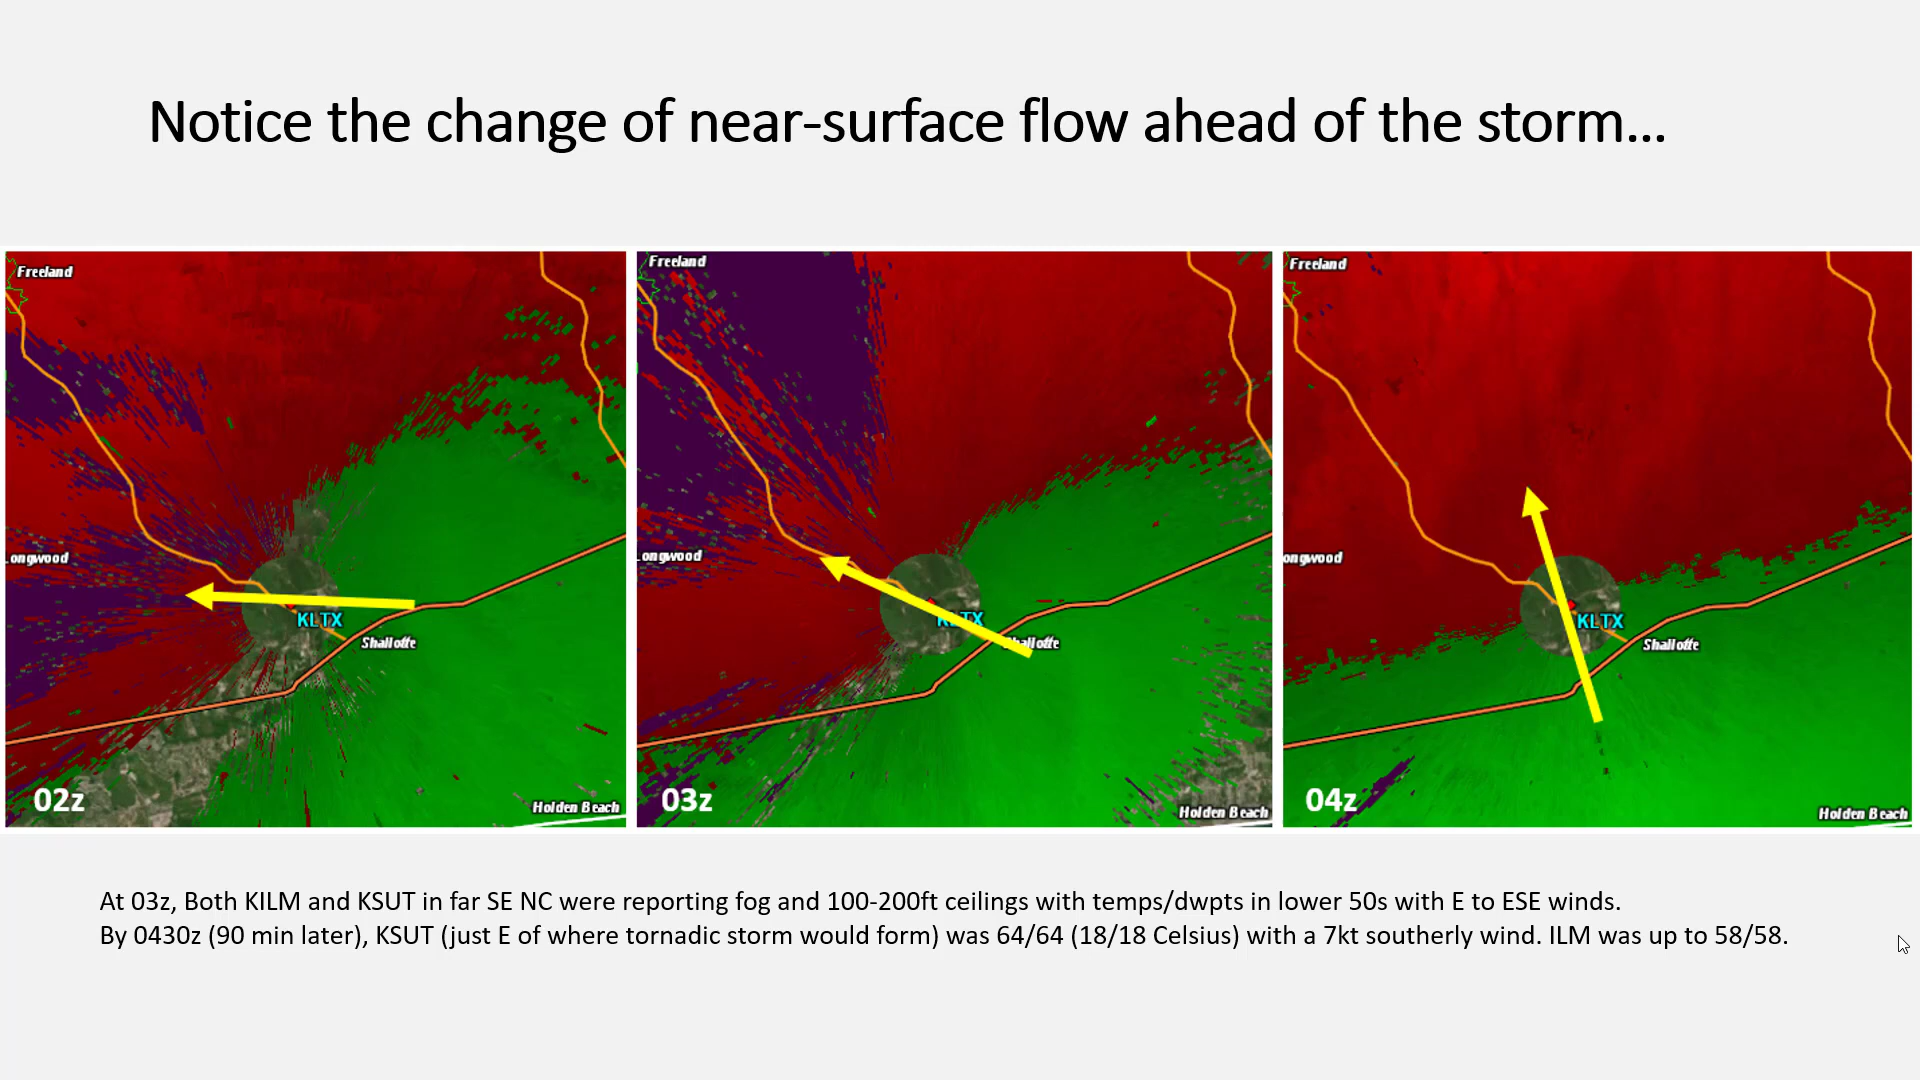 Notice the change of near-surface flow ahead of the storm...
Freeland
Longwood
KLTX
Shallotte
02z
Holden Beach
Freeland
Longwood
KLTX
Shallotte
03z
Holden Beach
Freeland
ongwood
KLTX
Shallotte
04z
Holden Beach
At 03z, Both KILM and KSUT in far SE NC were reporting fog and 100-200ft ceilings with temps/dwpts in lower 50s with E to ESE winds.
By 0430z (90 min later), KSUT (just E of where tornadic storm would form) was 64/64 (18/18 Celsius) with a 7kt southerly wind. ILM was up to 58/58.